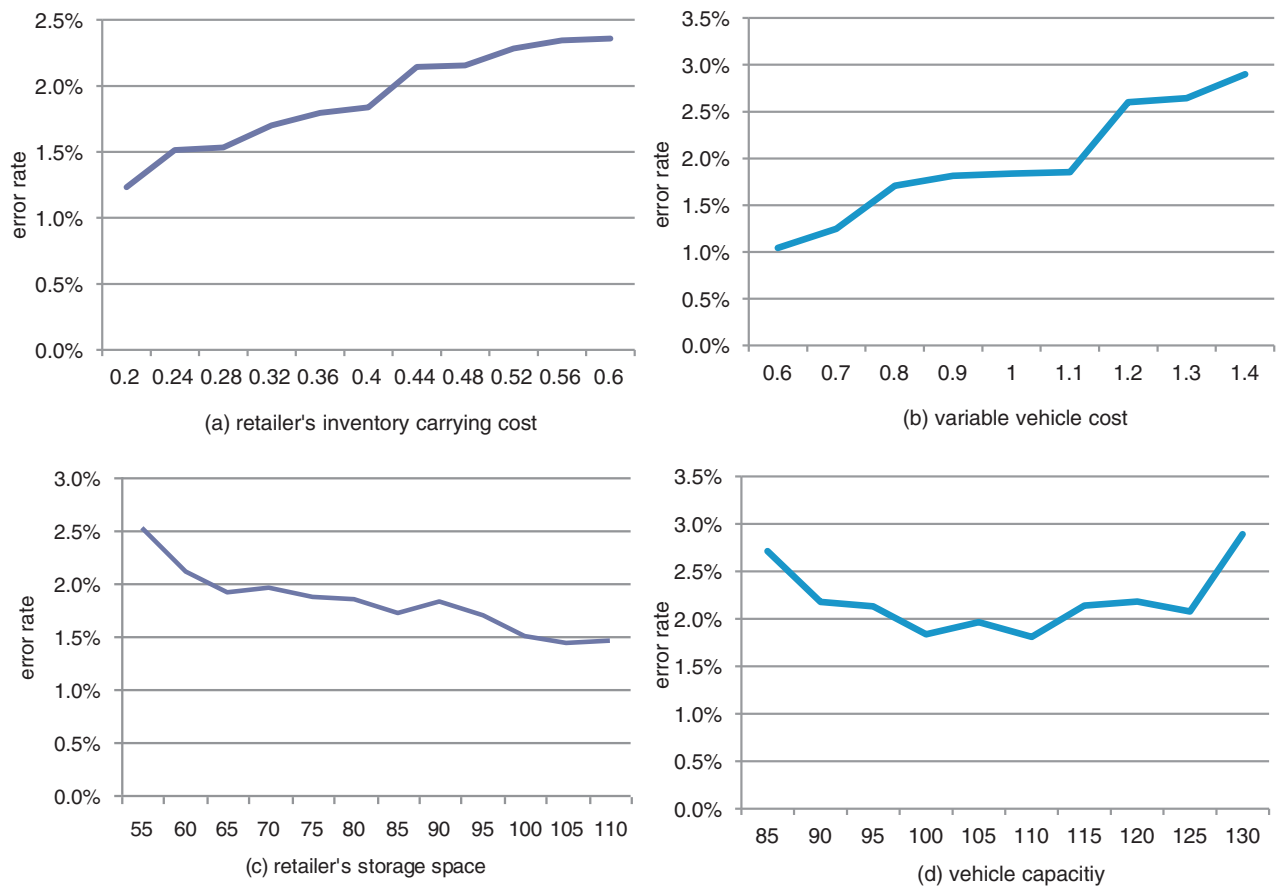 2.5%
2.0%
1.5%
1.0%
0.5%
0.0%
error rate
0.2 0.24 0.28 0.32 0.36 0.4 0.44 0.48 0.52 0.56 0.6
(a) retailer's inventory carrying cost
3.5%
3.0%
2.5%
2.0%
1.5%
1.0%
0.5%
0.0%
error rate
0.6 0.7 0.8 0.9 1 1.1 1.2 1.3 1.4
(b) variable vehicle cost
3.0%
2.5%
2.0%
1.5%
1.0%
0.5%
0.0%
error rate
55 60 65 70 75 80 85 90 95 100 105 110
(c) retailer's storage space
3.5%
3.0%
2.5%
2.0%
1.5%
1.0%
0.5%
0.0%
error rate
85 90 95 100 105 110 115 120 125 130
(d) vehicle capacitiy